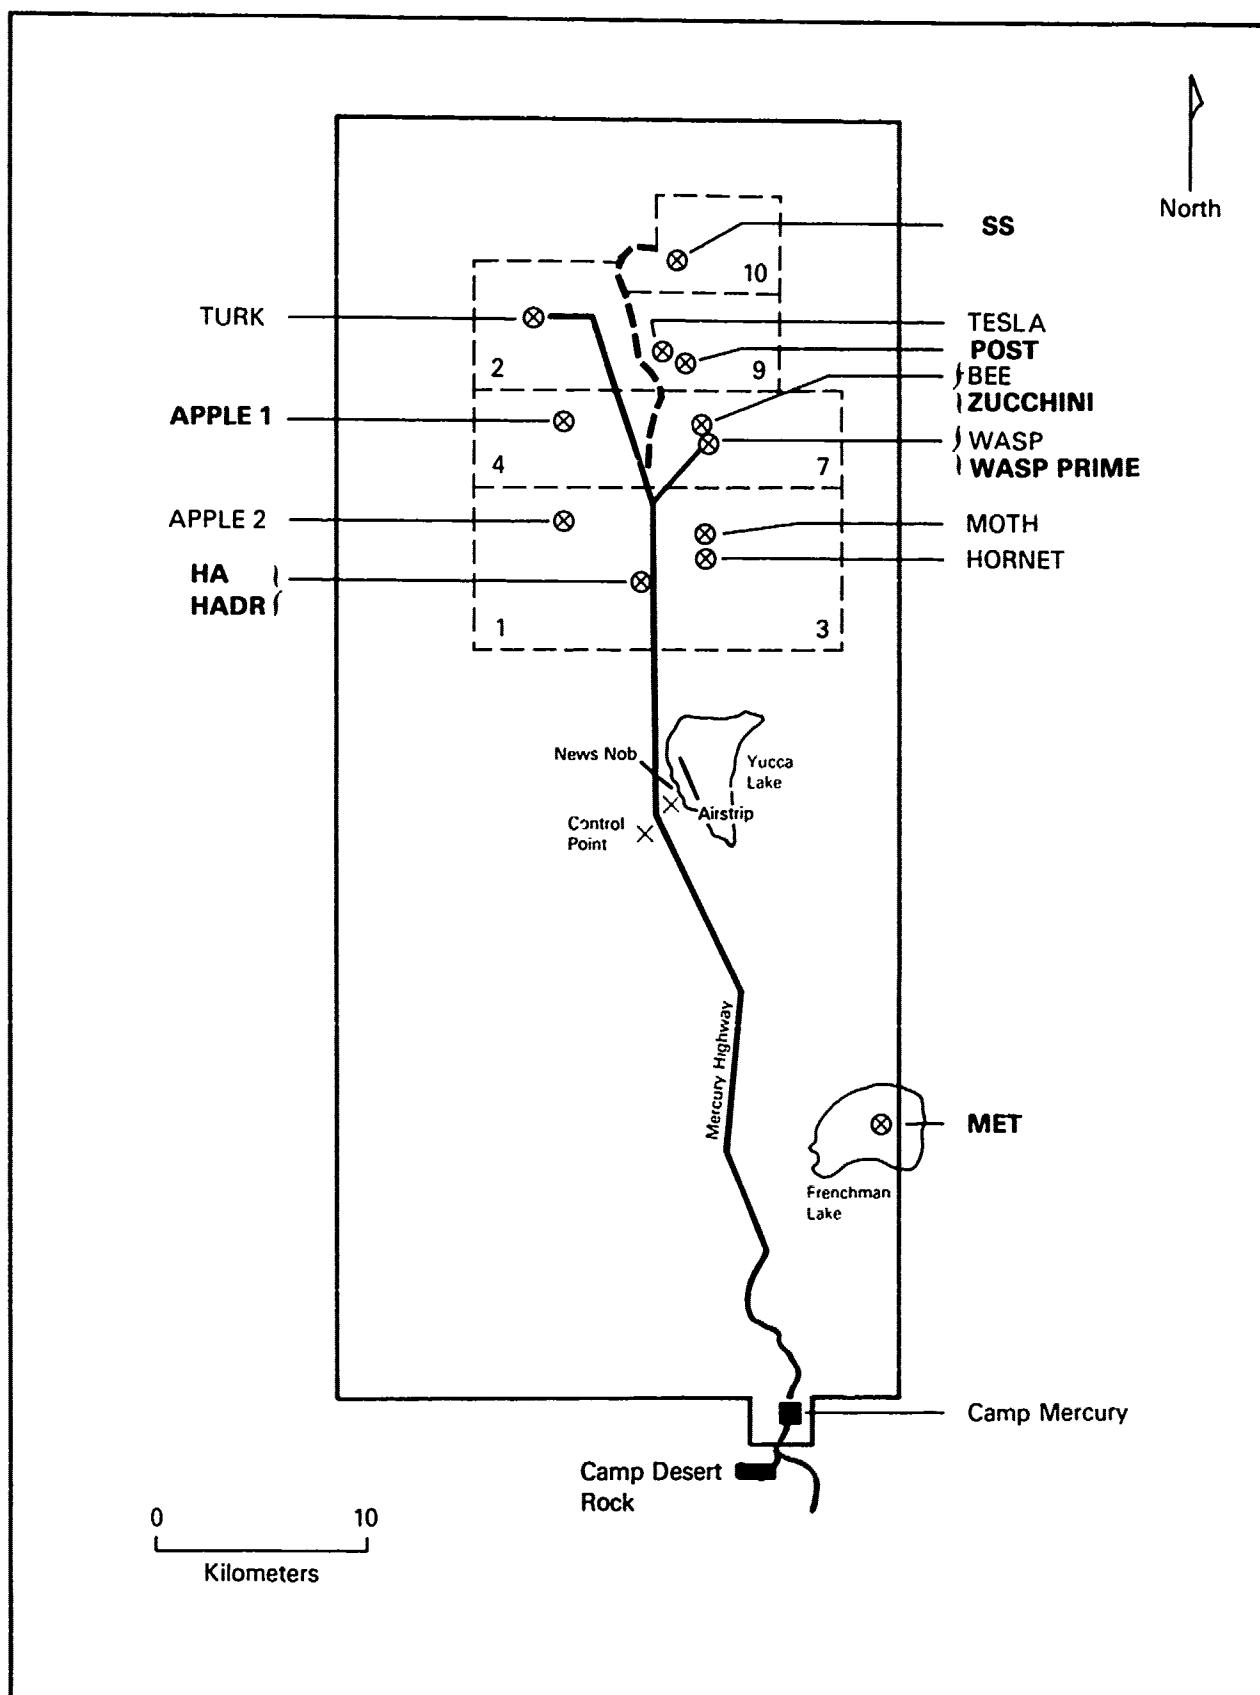 North
SS
10
TURK
TESLA
POST
2
9
BEE
ZUCCHINI
APPLE 1
WASP
4
7
WASP PRIME
APPLE 2
MOTH
HORNET
HA
HADR
1
3
News Nob
Yucca
Lake
Airstrip
Control
Point
Mercury Highway
MET
Frenchman
Lake
Camp Mercury
Camp Desert
Rock
0 10
Kilometers